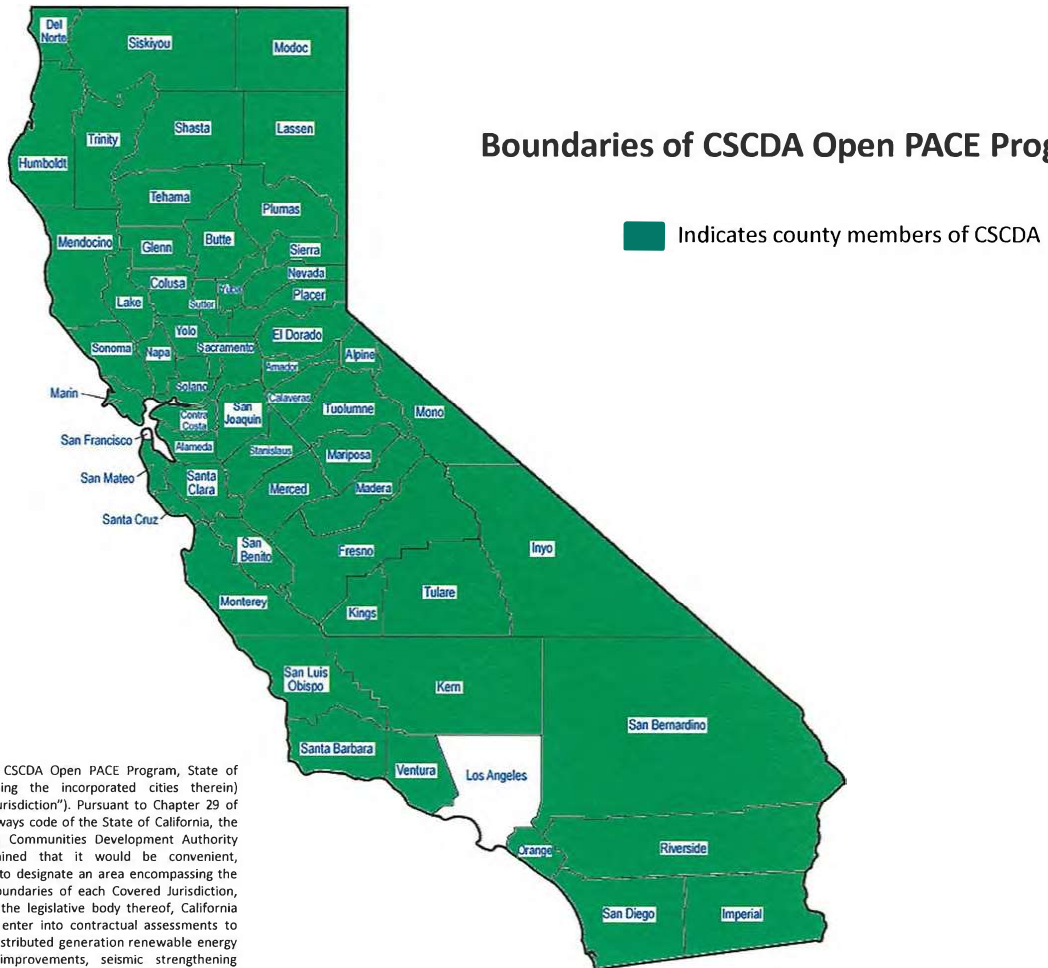 Del
Norte
Siskiyou
Modoc
Trinity
Shasta
Lassen
Humboldt
Boundaries of CSCDA Open PACE Prog
Tehama
Plumas
Mendocino
Glenn
Butte
Sierra
Indicates county members of CSCDA
Nevada
Colusa
Yuba
Placer
Lake
Sutter
Yolo
El Dorado
Sonoma
Napa
Sacramento
Alpine
Amador
Solano
Marin
Calaveras
San
Joaquin
Tuolumne
Mono
Contra
Costa
San Francisco
Alameda
Stanislaus
Mariposa
San Mateo
Santa
Clara
Merced
Madera
Santa Cruz
San
Benito
Fresno
Inyo
Tulare
Monterey
Kings
San Luis
Obispo
Kern
San Bernardino
Santa Barbara
Ventura
Los Angeles
Orange
Riverside
San Diego
Imperial
CSCDA Open PACE Program, State of
ing the incorporated cities therein)
urisdiction"). Pursuant to Chapter 29 of
ways code of the State of California, the
Communities Development Authority
ined that it would be convenient,
to designate an area encompassing the
oundaries of each Covered Jurisdiction,
the legislative body thereof, California
enter into contractual assessments to
stributed generation renewable energy
improvements, seismic strengthening